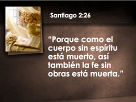 Santiago 2:26
"Porque como el
cuerpo sin espíritu
está muerto, así
también la fe sin
obras está muerta."